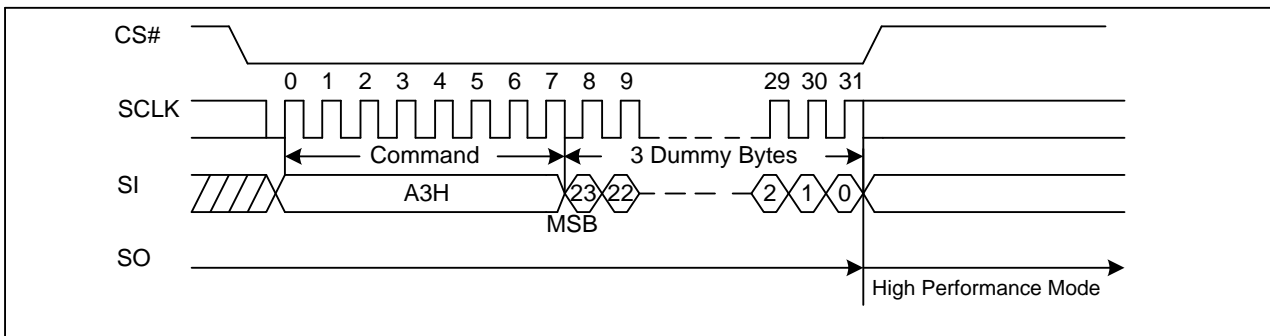 CS#
0 1 2 3 4 5 6 7 8 9 29 30 31
SCLK
Command 3 Dummy Bytes
SI
A3H 23 22 2 1 0
MSB
SO
High Performance Mode